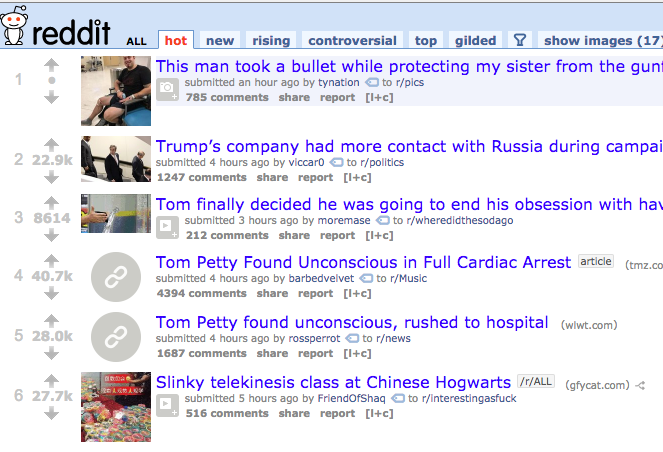 reddit ALL hot new rising controversial top gilded show images (17)
1
This man took a bullet while protecting my sister from the
submitted an hour ago by tynation to r/pics
785 comments share report [l+c]
2 22.9k
Trump’s company had more contact with Russia during
submitted 4 hours ago by viccar0 to r/politics
1247 comments share report [l+c]
3 8614
Tom finally decided he was going to end his obsession with
submitted 3 hours ago by moremase to r/wheredidthesodago
212 comments share report [l+c]
4 40.7k
Tom Petty Found Unconscious in Full Cardiac Arrest article (tmz.co
submitted 4 hours ago by barbedvelvet to r/Music
4394 comments share report [l+c]
5 28.0k
Tom Petty found unconscious, rushed to hospital (wlwt.com)
submitted 4 hours ago by rossperrot to r/news
1687 comments share report [l+c]
6 27.7k
Slinky telekinesis class at Chinese Hogwarts /r/ALL (gfycat.com)
submitted 5 hours ago by FriendOfShaq to r/interestingasfuck
516 comments share report [l+c]